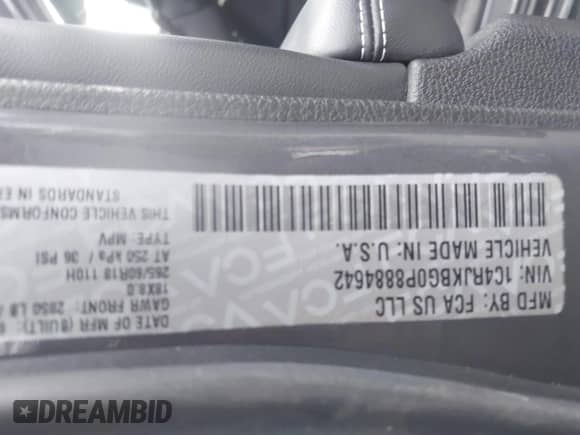 MFD BY: FCA US LLC
DATE OF MFR (BUILT):
GAWR FRONT: 2850 LB
18X8.0
265/60R18 110H
AT 250 kPa / 36 PSI
VIN: 1C4RJKBG0P8884642
TYPE: MPV
VEHICLE MADE IN: U.S.A.
THIS VEHICLE CONFORMS
STANDARDS IN
DREAMBID